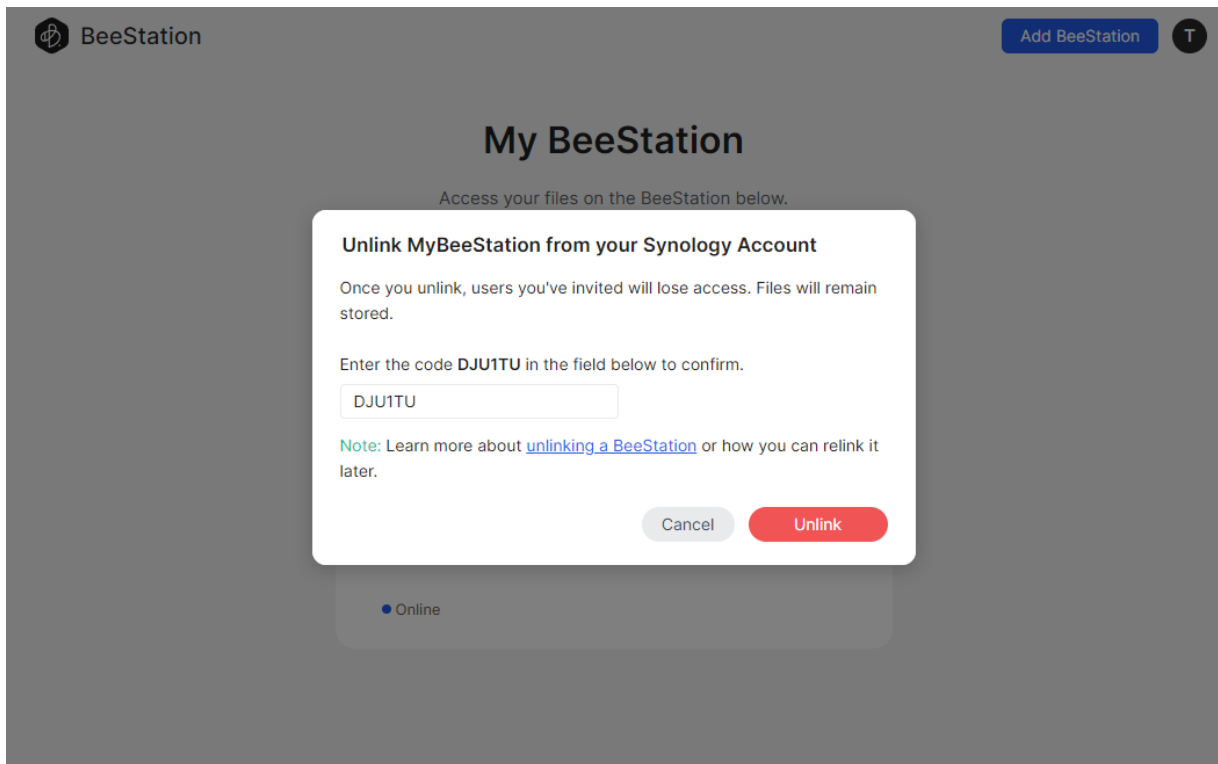 BeeStation
Add BeeStation
T
My BeeStation
Access your files on the BeeStation below.
Unlink MyBeeStation from your Synology Account
Once you unlink, users you've invited will lose access. Files will remain
stored.
Enter the code DJU1TU in the field below to confirm.
DJU1TU
Note: Learn more about unlinking a BeeStation or how you can relink it
later.
Cancel
Unlink
Online